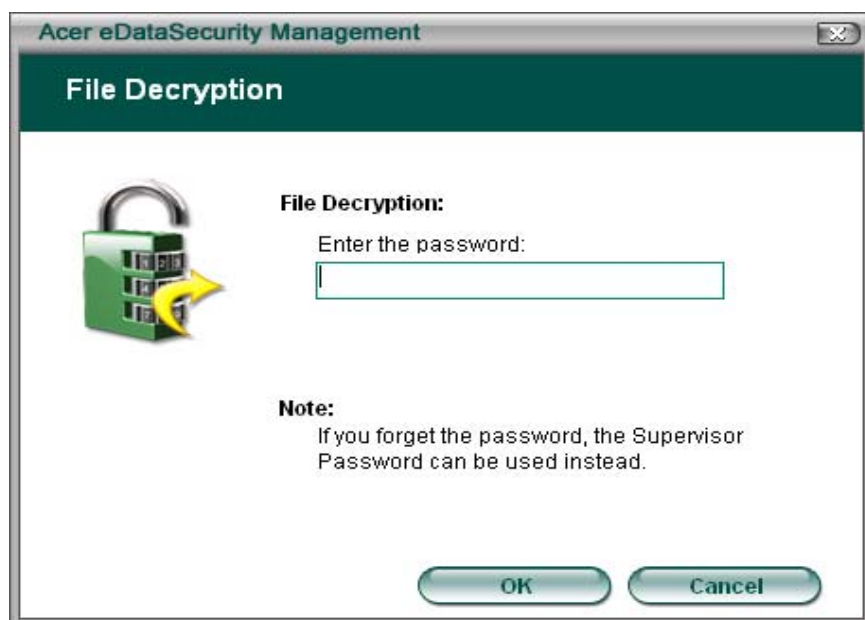 Acer eDataSecurity Management
File Decryption
File Decryption:
Enter the password:
Note:
If you forget the password, the Supervisor
Password can be used instead.
OK
Cancel